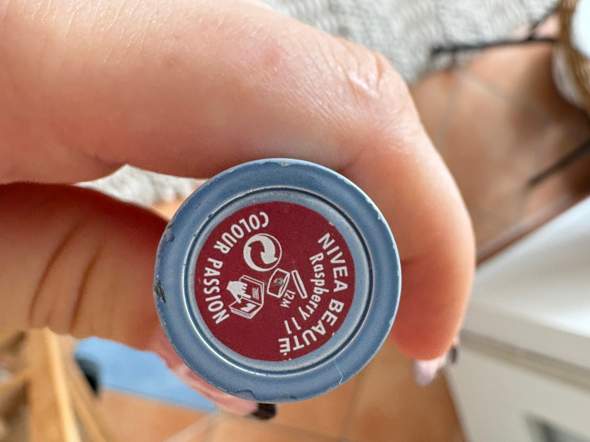 NIVEA BEAUTÉ
Raspberry 11
12M
COLOUR PASSION